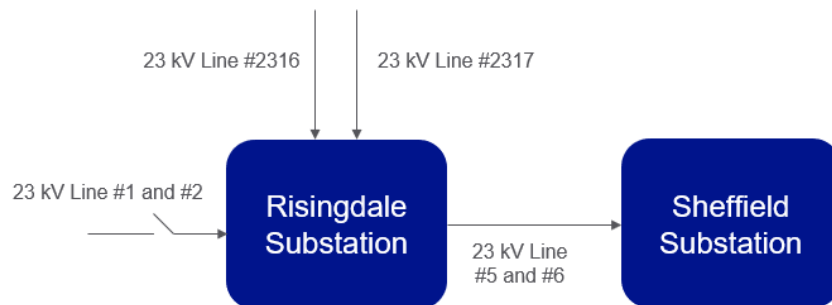 23 kV Line #2316
23 kV Line #2317
23 kV Line #1 and #2
Risingdale
Substation
23 kV Line
#5 and #6
Sheffield
Substation